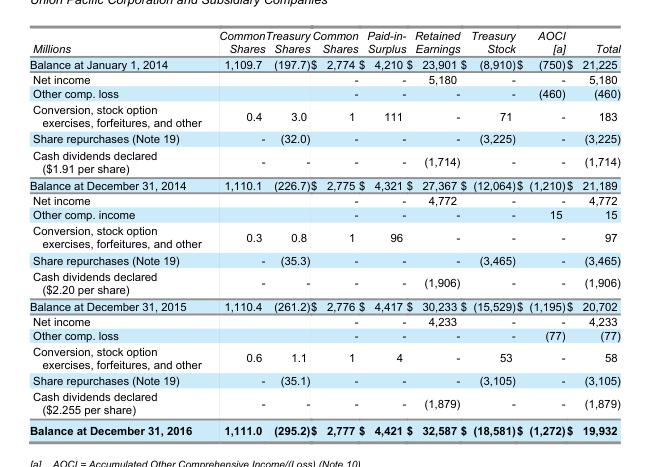 Union Pacific Corporation and Subsidiary Companies
Common Treasury Common Paid-in- Retained Treasury AOCI
Millions Shares Shares Shares Surplus Earnings Stock [a] Total
Balance at January 1, 2014 1,109.7 (197.7) $ 2,774 $ 4,210 $ 23,901 $ (8,910) $ (750) $ 21,225
Net income - - 5,180 - - 5,180
Other comp. loss - - - - (460) (460)
Conversion, stock option
exercises, forfeitures, and other 0.4 3.0 1 111 - 71 - 183
Share repurchases (Note 19) - (32.0) - - - (3,225) - (3,225)
Cash dividends declared
($1.91 per share) - - - - (1,714) - - (1,714)
Balance at December 31, 2014 1,110.1 (226.7) $ 2,775 $ 4,321 $ 27,367 $ (12,064) $ (1,210) $ 21,189
Net income - - 4,772 - - 4,772
Other comp. income - - - - 15 15
Conversion, stock option
exercises, forfeitures, and other 0.3 0.8 1 96 - - - 97
Share repurchases (Note 19) - (35.3) - - - (3,465) - (3,465)
Cash dividends declared
($2.20 per share) - - - - (1,906) - - (1,906)
Balance at December 31, 2015 1,110.4 (261.2) $ 2,776 $ 4,417 $ 30,233 $ (15,529) $ (1,195) $ 20,702
Net income - - 4,233 - - 4,233
Other comp. loss - - - - (77) (77)
Conversion, stock option
exercises, forfeitures, and other 0.6 1.1 1 4 - 53 - 58
Share repurchases (Note 19) - (35.1) - - - (3,105) - (3,105)
Cash dividends declared
($2.255 per share) - - - - (1,879) - - (1,879)
Balance at December 31, 2016 1,111.0 (295.2) $ 2,777 $ 4,421 $ 32,587 $ (18,581) $ (1,272) $ 19,932
[a] AOCI = Accumulated Other Comprehensive Income/(Loss) (Note 10)